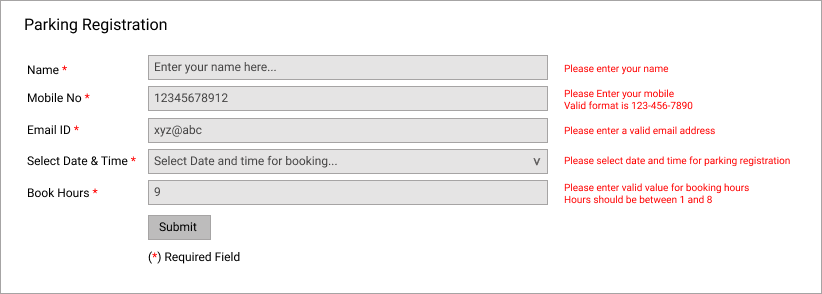 Parking Registration
Name * Enter your name here... Please enter your name
Mobile No * 12345678912 Please Enter your mobile
Valid format is 123-456-7890
Email ID * xyz@abc Please enter a valid email address
Select Date & Time * Select Date and time for booking... v Please select date and time for parking registration
Book Hours * 9 Please enter valid value for booking hours
Hours should be between 1 and 8
Submit
(*) Required Field